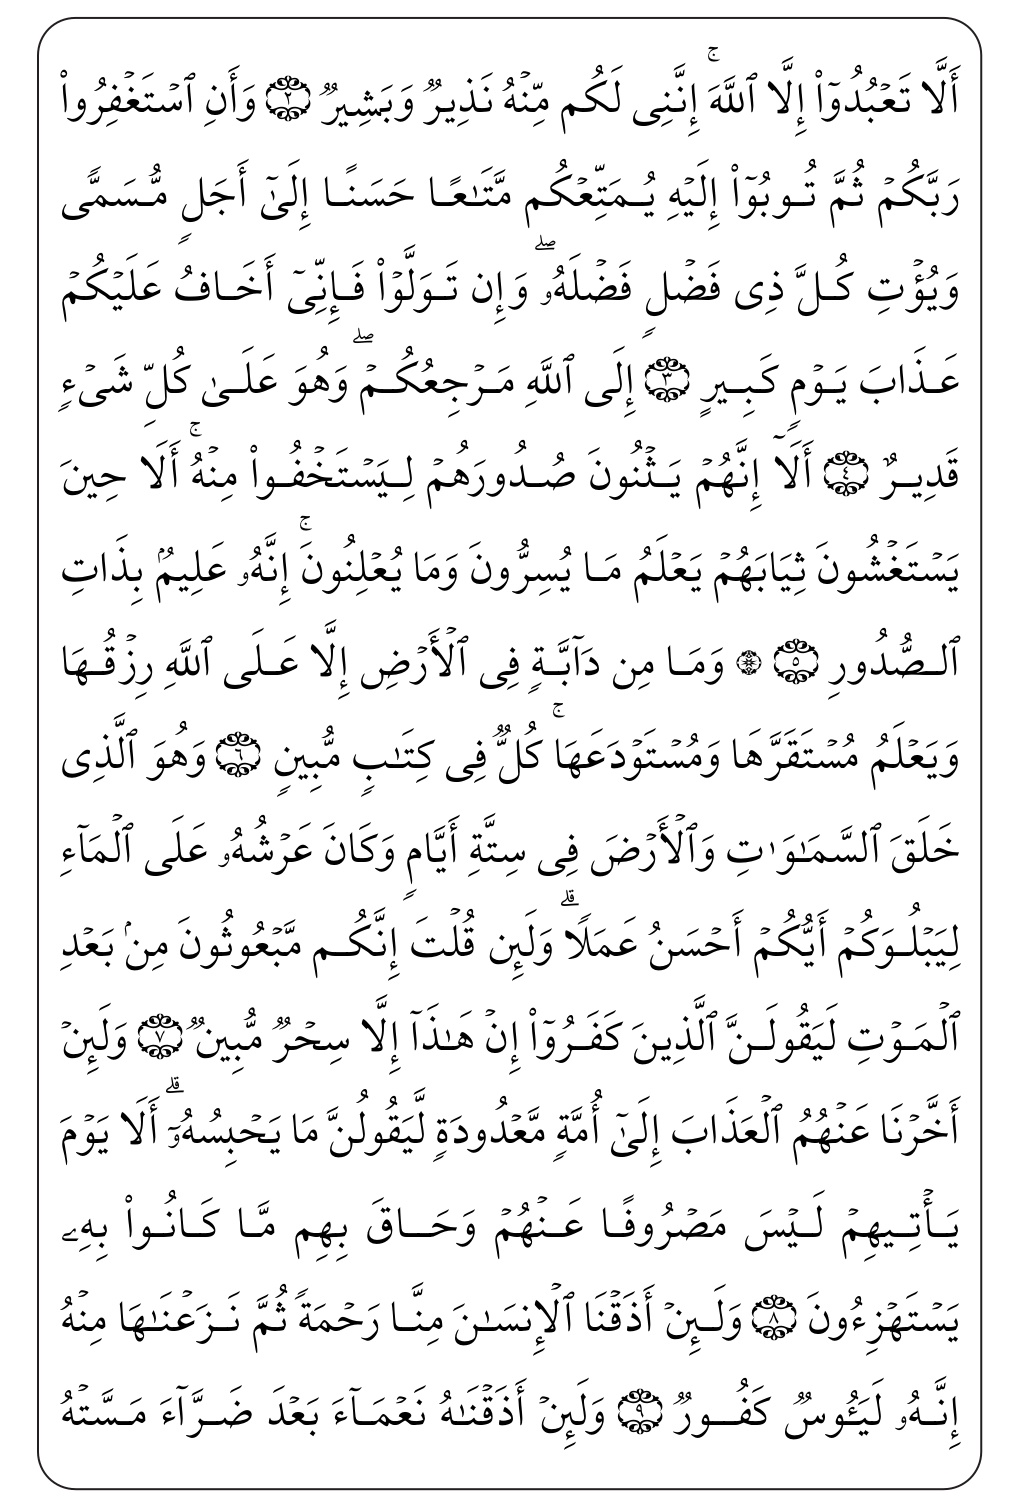 أَلَّا تَعۡبُدُوٓاْ إِلَّا ٱللَّهَۚ إِنَّنِى لَكُم مِّنۡهُ نَذِيرٞ وَبَشِيرٞ ٢ وَأَنِ ٱسۡتَغۡفِرُواْ
رَبَّكُمۡ ثُمَّ تُوبُوٓاْ إِلَيۡهِ يُمَتِّعۡكُم مَّتَٰعًا حَسَنًا إِلَىٰٓ أَجَلٖ مُّسَمًّى
وَيُؤۡتِ كُلَّ ذِى فَضۡلٖ فَضۡلَهُۥۖ وَإِن تَوَلَّوۡاْ فَإِنِّىٓ أَخَافُ عَلَيۡكُمۡ
عَذَابَ يَوۡمٖ كَبِيرٍ ٣ إِلَى ٱللَّهِ مَرۡجِعُكُمۡۖ وَهُوَ عَلَىٰ كُلِّ شَىۡءٖ
قَدِيرٌ ٤ أَلَآ إِنَّهُمۡ يَثۡنُونَ صُدُورَهُمۡ لِيَسۡتَخۡفُواْ مِنۡهُۚ أَلَا حِينَ
يَسۡتَغۡشُونَ ثِيَابَهُمۡ يَعۡلَمُ مَا يُسِرُّونَ وَمَا يُعۡلِنُونَۚ إِنَّهُۥ عَلِيمُۢ بِذَاتِ
ٱلصُّدُورِ ٥ ۞ وَمَا مِن دَآبَّةٖ فِى ٱلۡأَرۡضِ إِلَّا عَلَى ٱللَّهِ رِزۡقُهَا
وَيَعۡلَمُ مُسۡتَقَرَّهَا وَمُسۡتَوۡدَعَهَاۚ كُلّٞ فِى كِتَٰبٖ مُّبِينٖ ٦ وَهُوَ ٱلَّذِى
خَلَقَ ٱلسَّمَٰوَٰتِ وَٱلۡأَرۡضَ فِى سِتَّةِ أَيَّامٖ وَكَانَ عَرۡشُهُۥ عَلَى ٱلۡمَآءِ
لِيَبۡلُوَكُمۡ أَيُّكُمۡ أَحۡسَنُ عَمَلٗاۗ وَلَئِن قُلۡتَ إِنَّكُم مَّبۡعُوثُونَ مِنۢ بَعۡدِ
ٱلۡمَوۡتِ لَيَقُولَنَّ ٱلَّذِينَ كَفَرُوٓاْ إِنۡ هَٰذَآ إِلَّا سِحۡرٞ مُّبِينٞ ٧ وَلَئِنۡ
أَخَّرۡنَا عَنۡهُمُ ٱلۡعَذَابَ إِلَىٰٓ أُمَّةٖ مَّعۡدُودَةٖ لَّيَقُولُنَّ مَا يَحۡبِسُهُۥٓۗ أَلَا يَوۡمَ
يَأۡتِيهِمۡ لَيۡسَ مَصۡرُوفًا عَنۡهُمۡ وَحَاقَ بِهِم مَّا كَانُواْ بِهِۦ
يَسۡتَهۡزِءُونَ ٨ وَلَئِنۡ أَذَقۡنَا ٱلۡإِنسَٰنَ مِنَّا رَحۡمَةٗ ثُمَّ نَزَعۡنَٰهَا مِنۡهُ
إِنَّهُۥ لَيَـُٔوسٞ كَفُورٞ ٩ وَلَئِنۡ أَذَقۡنَٰهُ نَعۡمَآءَ بَعۡدَ ضَرَّآءَ مَسَّتۡهُ